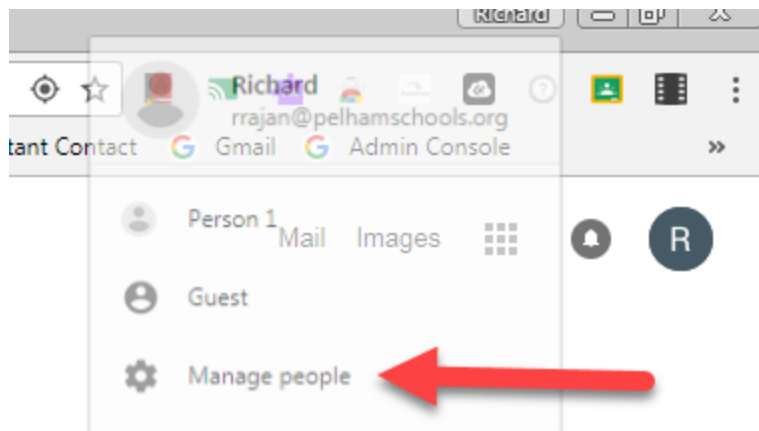 Richard
Richard
rrajan@pelhamschools.org
tant Contact Gmail Admin Console »
Person 1
Mail Images R
Guest
Manage people